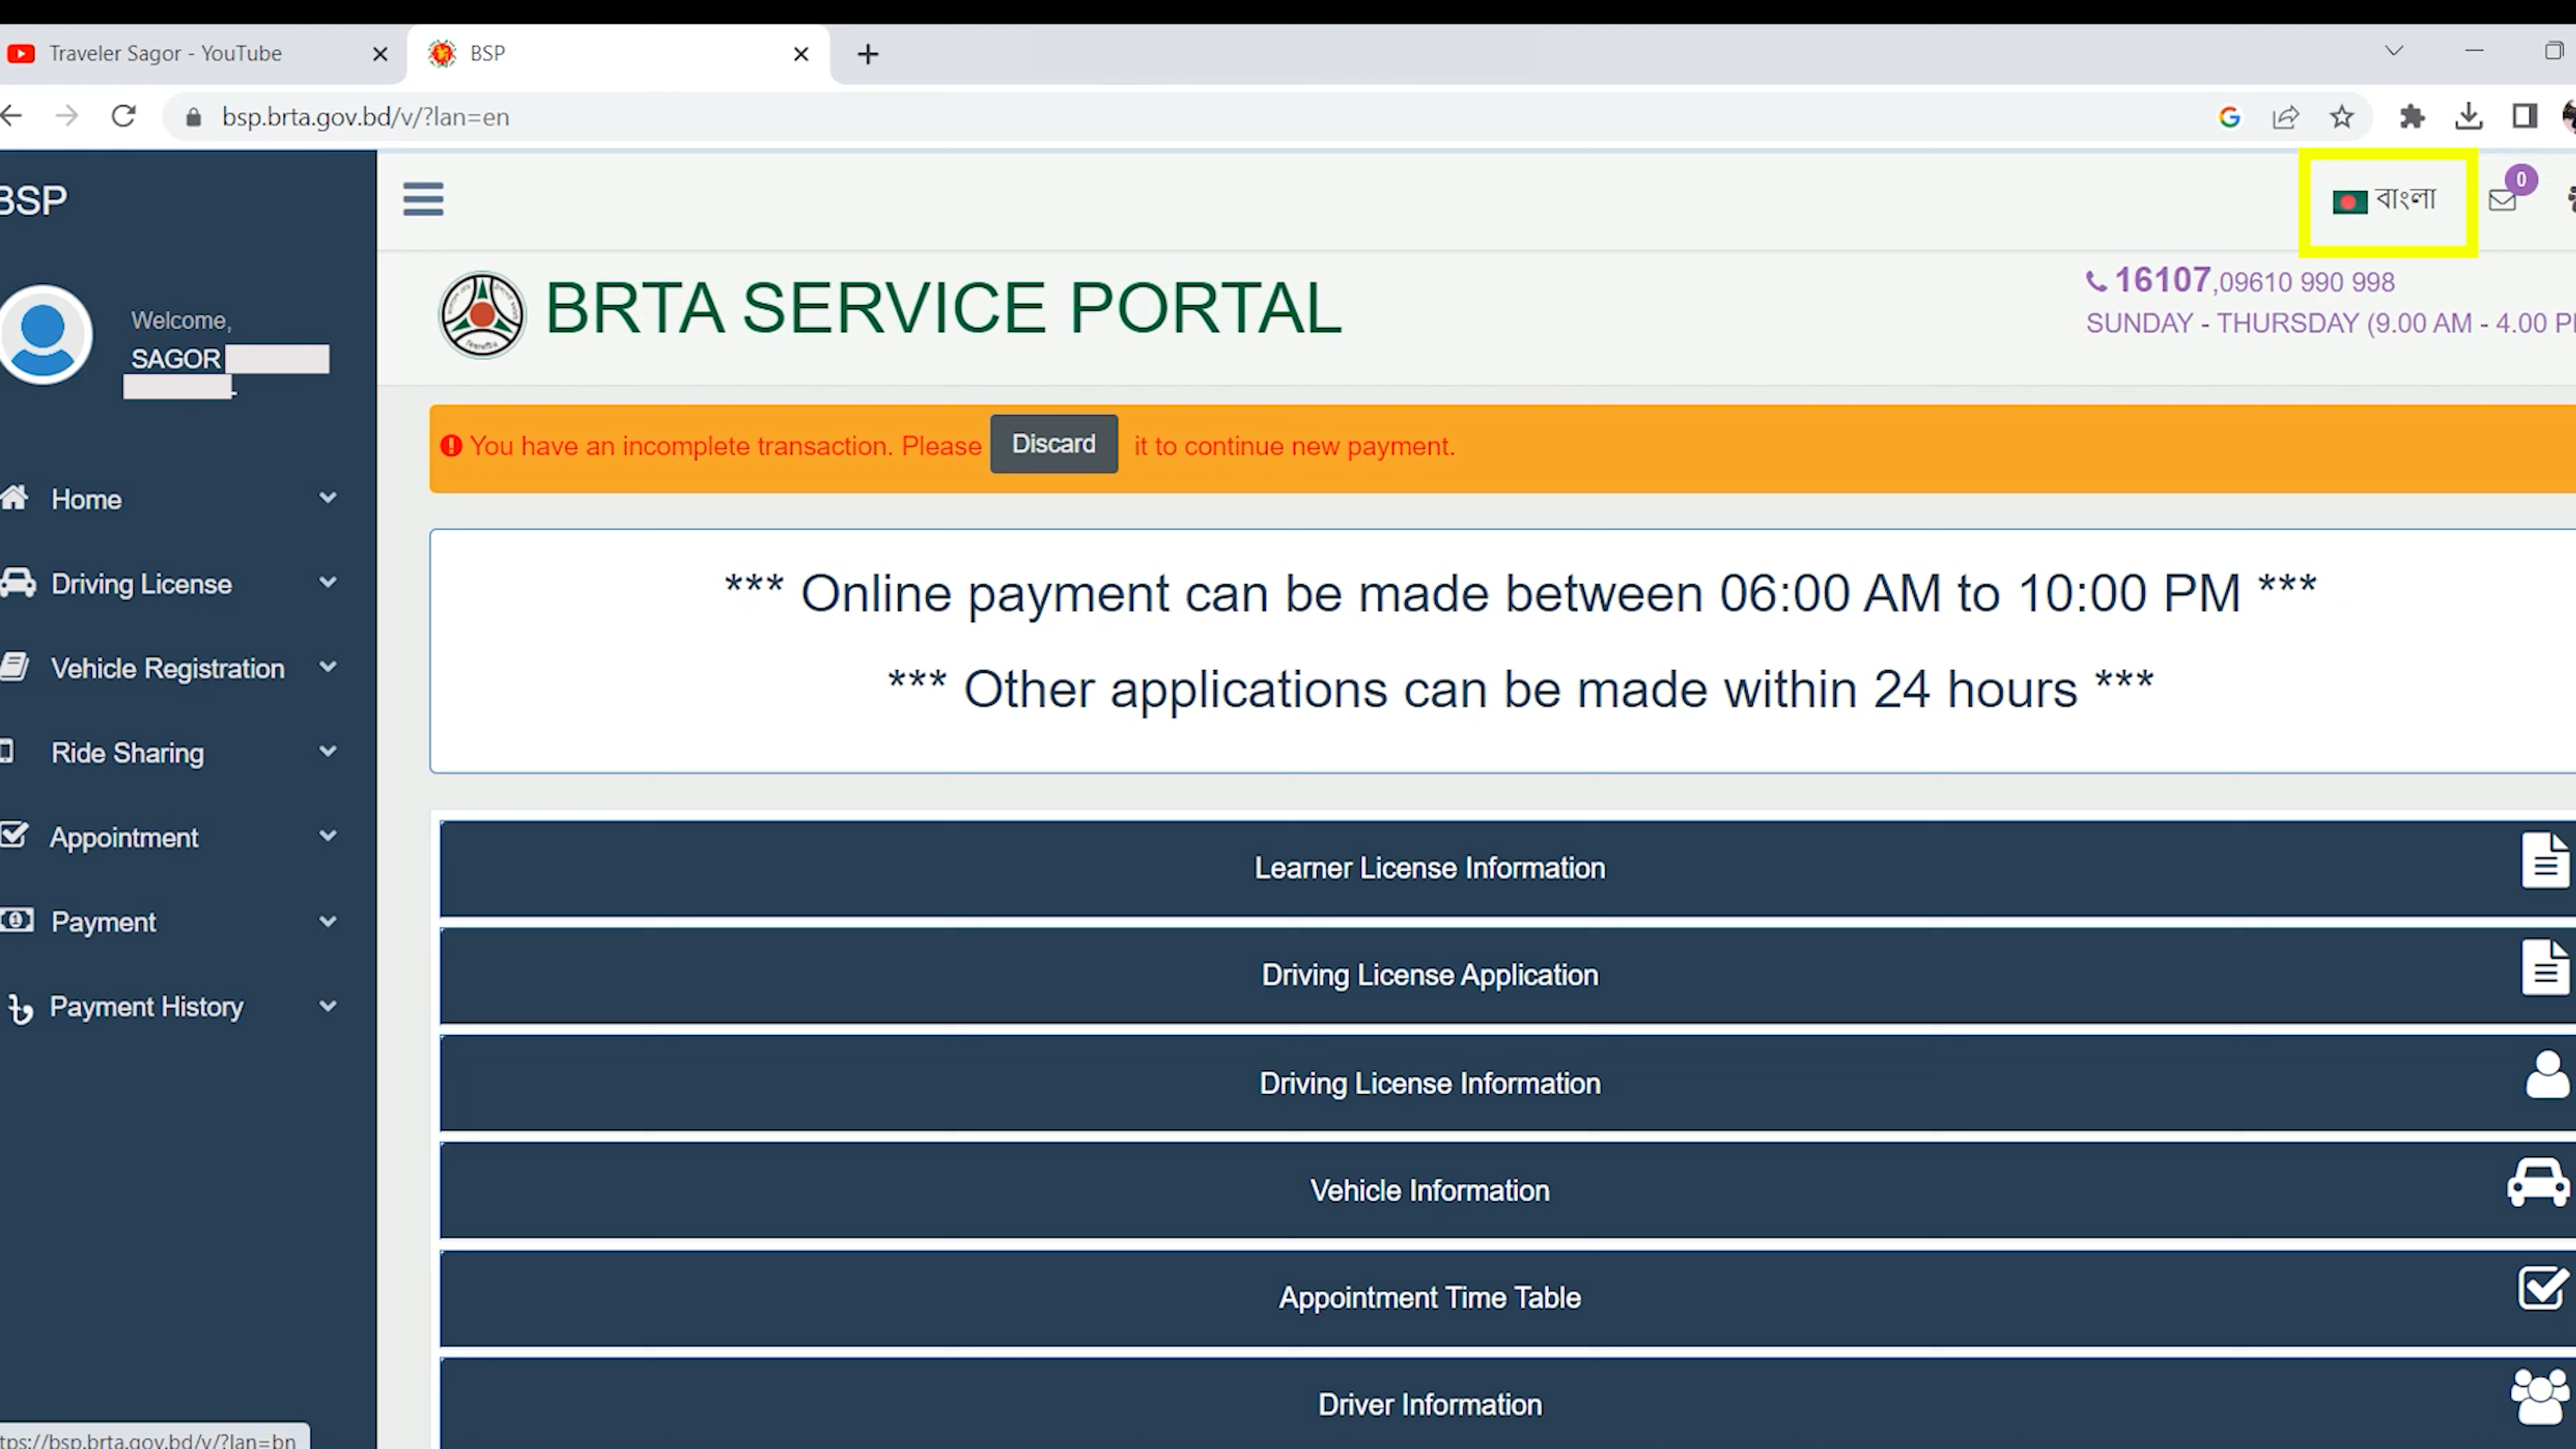 Traveler Sagor - YouTube
BSP
bsp.brta.gov.bd/v/?lan=en
BSP
বাংলা
0
BRTA SERVICE PORTAL
16107,09610 990 998
SUNDAY - THURSDAY (9.00 AM - 4.00 P
Welcome,
SAGOR
You have an incomplete transaction. Please Discard it to continue new payment.
Home
Driving License
Vehicle Registration
Ride Sharing
Appointment
Payment
Payment History
*** Online payment can be made between 06:00 AM to 10:00 PM ***
*** Other applications can be made within 24 hours ***
Learner License Information
Driving License Application
Driving License Information
Vehicle Information
Appointment Time Table
Driver Information
tps://bsp.brta.gov.bd/v/?lan=bn